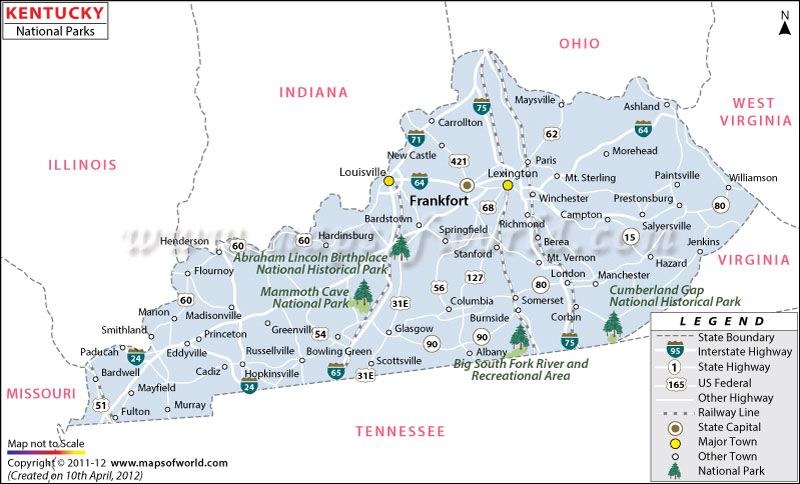 KENTUCKY
National Parks
N
OHIO
INDIANA
WEST
VIRGINIA
ILLINOIS
Maysville
Ashland
75
Carrollton
62
64
71
Morehead
New Castle
421
Paris
Louisville
64
Lexington
Mt. Sterling
Paintsville
Williamson
Frankfort
68
Winchester
Prestonsburg
80
Bardstown
Richmond
Campton
Salyersville
www.mapsofworld.com
Henderson
60
60
Hardinsburg
Springfield
Berea
15
Jenkins
Abraham Lincoln Birthplace
National Historical Park
Stanford
Mt. Vernon
Hazard
VIRGINIA
Flournoy
127
London
Manchester
Mammoth Cave
National Park
56
80
Cumberland Gap
National Historical Park
60
31E
Columbia
Somerset
Marion
Madisonville
Burnside
Corbin
Smithland
Greenville
54
Glasgow
90
90
Princeton
Paducah
24
Eddyville
Russellville
Bowling Green
Albany
75
Bardwell
Cadiz
Hopkinsville
65
31E
Scottsville
Big South Fork River and
Recreational Area
MISSOURI
Mayfield
24
51
Murray
Fulton
TENNESSEE
LEGEND
State Boundary
95 Interstate Highway
1 State Highway
165 US Federal
Other Highway
Railway Line
State Capital
Major Town
Other Town
National Park
Map not to Scale
Copyright © 2011-12 www.mapsofworld.com
(Created on 10th April, 2012)